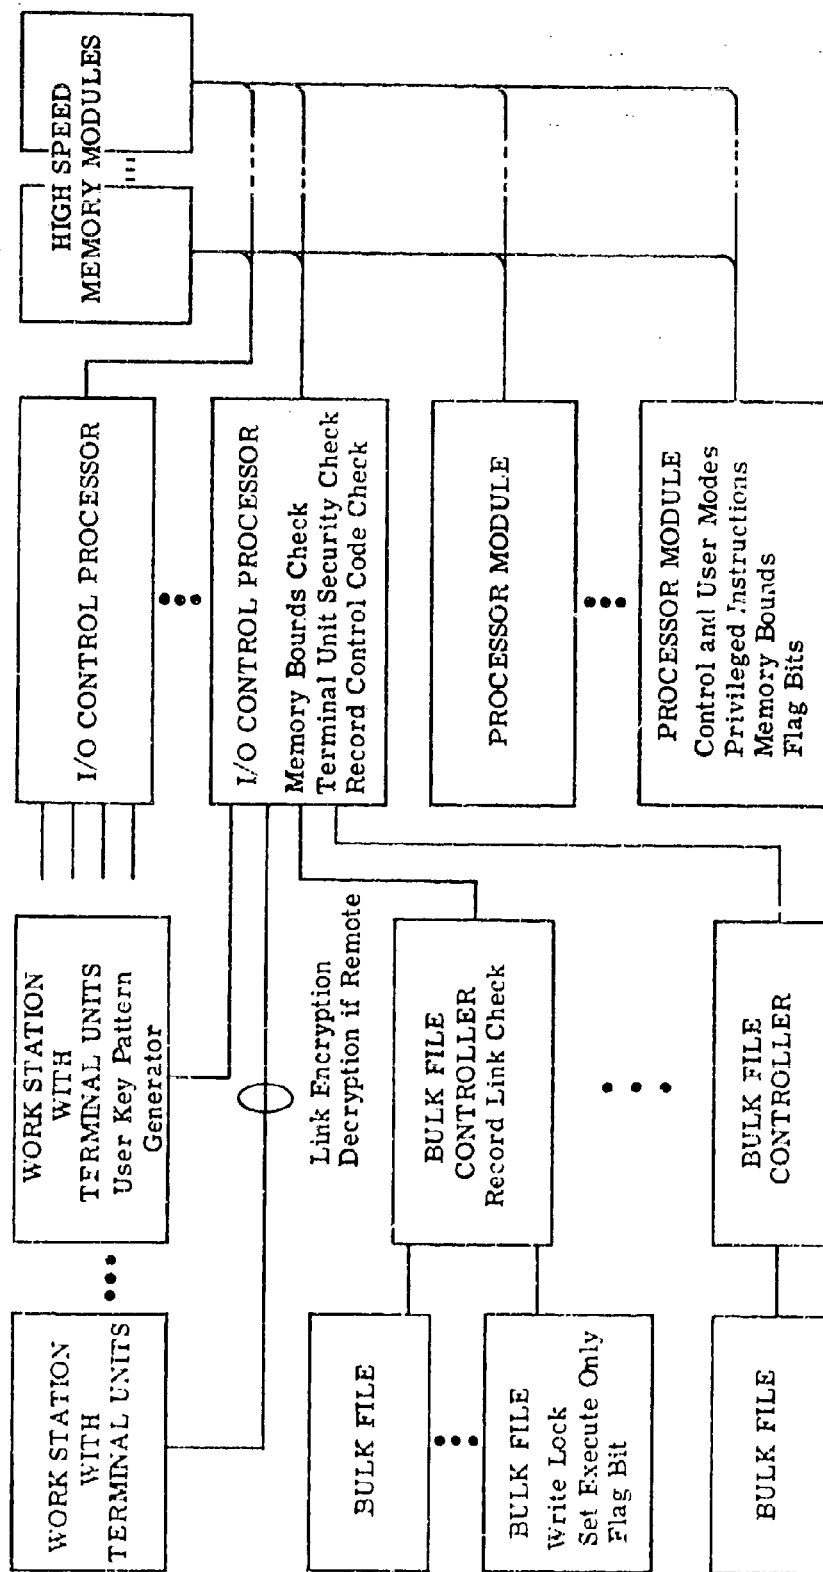 WORK STATION
WITH
TERMINAL UNITS
WORK STATION
WITH
TERMINAL UNITS
User Key Pattern
Generator
I/O CONTROL PROCESSOR
HIGH SPEED
MEMORY MODULES
I/O CONTROL PROCESSOR
Memory Bounds Check
Terminal Unit Security Check
Record Control Code Check
Link Encryption
Decryption if Remote
BULK FILE
BULK FILE
CONTROLLER
Record Link Check
PROCESSOR MODULE
BULK FILE
Write Lock
Set Execute Only
Flag Bit
PROCESSOR MODULE
Control and User Modes
Privileged Instructions
Memory Bounds
Flag Bits
BULK FILE
BULK FILE
CONTROLLER